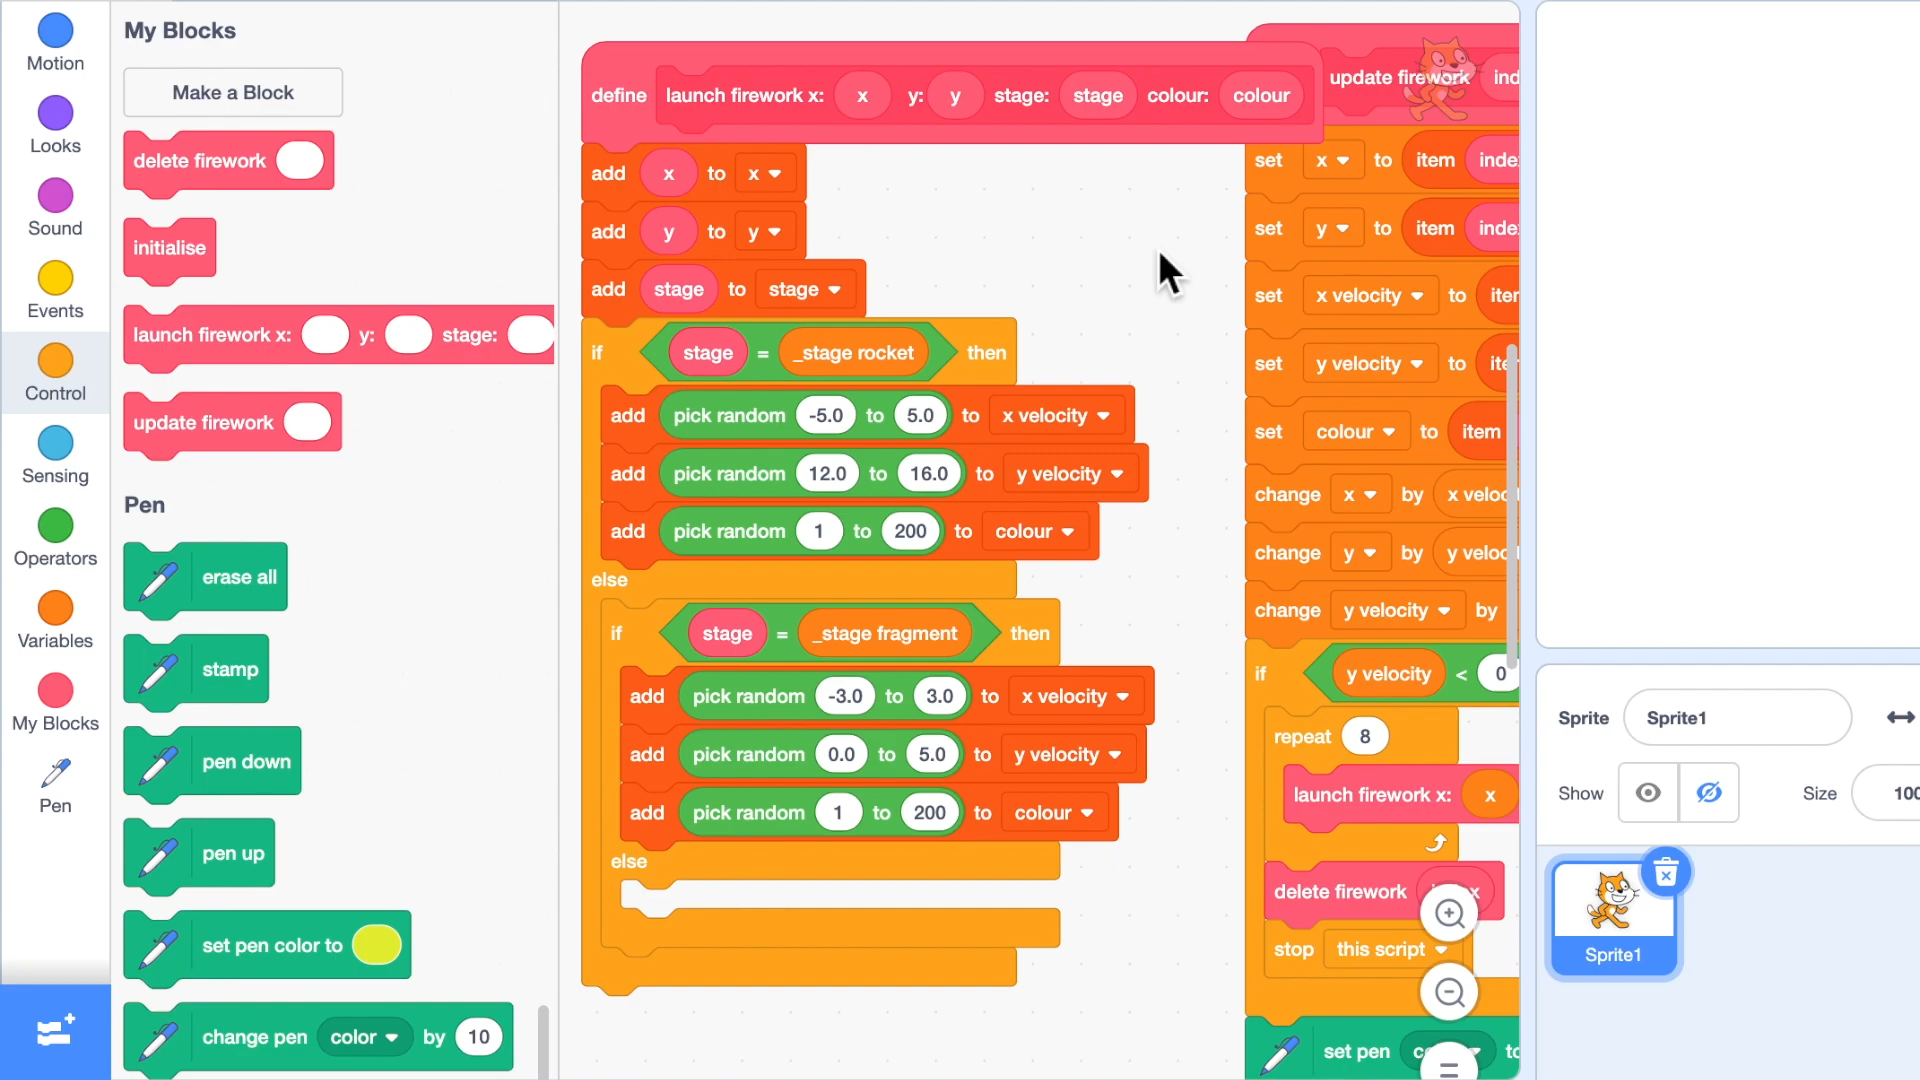 Motion
Looks
Sound
Events
Control
Sensing
Operators
Variables
My Blocks
Pen
My Blocks
Make a Block
delete firework
initialise
launch firework x: y: stage:
update firework
Pen
erase all
stamp
pen down
pen up
set pen color to
change pen color by 10
define launch firework x: x y: y stage: stage colour: colour
add x to x
add y to y
add stage to stage
if stage = _stage rocket then
add pick random -5.0 to 5.0 to x velocity
add pick random 12.0 to 16.0 to y velocity
add pick random 1 to 200 to colour
else
if stage = _stage fragment then
add pick random -3.0 to 3.0 to x velocity
add pick random 0.0 to 5.0 to y velocity
add pick random 1 to 200 to colour
else
update firework
set x to item
set y to item
set x velocity to
set y velocity to
set colour to item
change x by x
change y by y
change y velocity by
if y velocity < 0
repeat 8
launch firework x: x
delete firework
stop this script
set pen to
Sprite Sprite1
Show Size 100
Sprite1